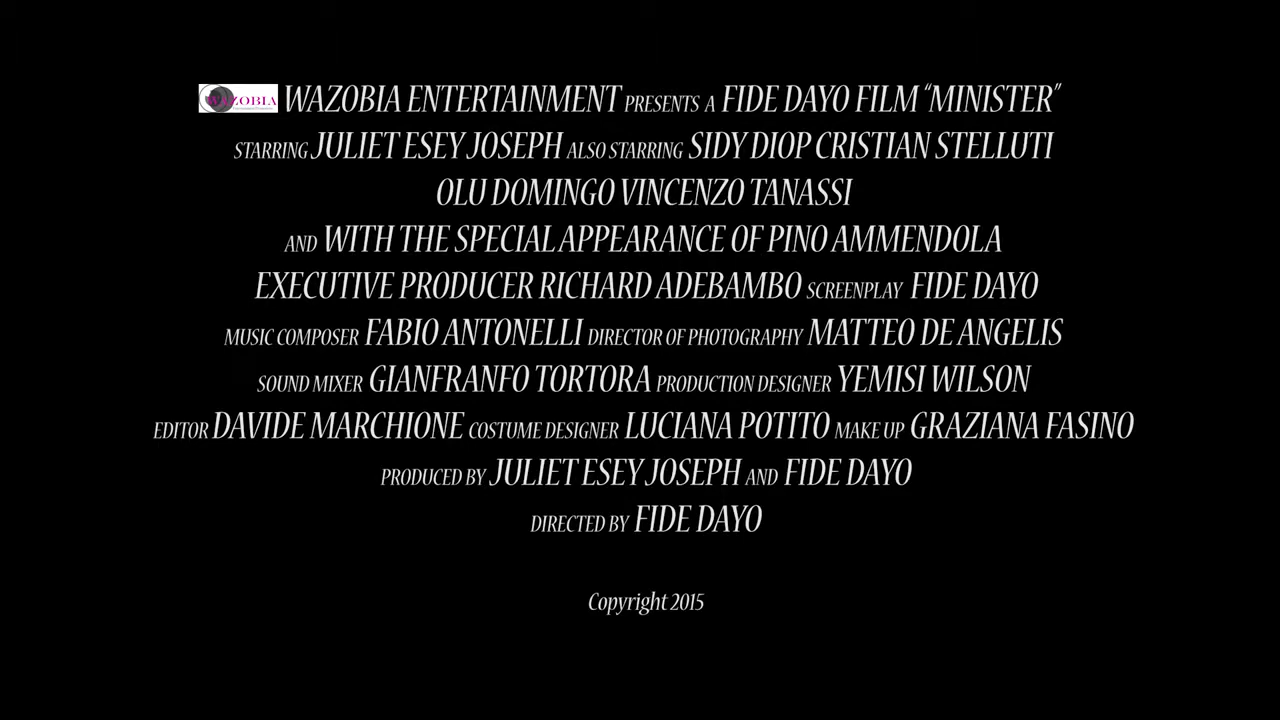 WAZOBIA WAZOBIA ENTERTAINMENT PRESENTS A FIDE DAYO FILM “MINISTER”
STARRING JULIET ESEY JOSEPH ALSO STARRING SIDY DIOP CRISTIAN STELLUTI
OLU DOMINGO VINCENZO TANASSI
AND WITH THE SPECIAL APPEARANCE OF PINO AMMENDOLA
EXECUTIVE PRODUCER RICHARD ADEBAMBO SCREENPLAY FIDE DAYO
MUSIC COMPOSER FABIO ANTONELLI DIRECTOR OF PHOTOGRAPHY MATTEO DE ANGELIS
SOUND MIXER GIANFRANFO TORTORA PRODUCTION DESIGNER YEMISI WILSON
EDITOR DAVIDE MARCHIONE COSTUME DESIGNER LUCIANA POTITO MAKE UP GRAZIANA FASINO
PRODUCED BY JULIET ESEY JOSEPH AND FIDE DAYO
DIRECTED BY FIDE DAYO
Copyright 2015